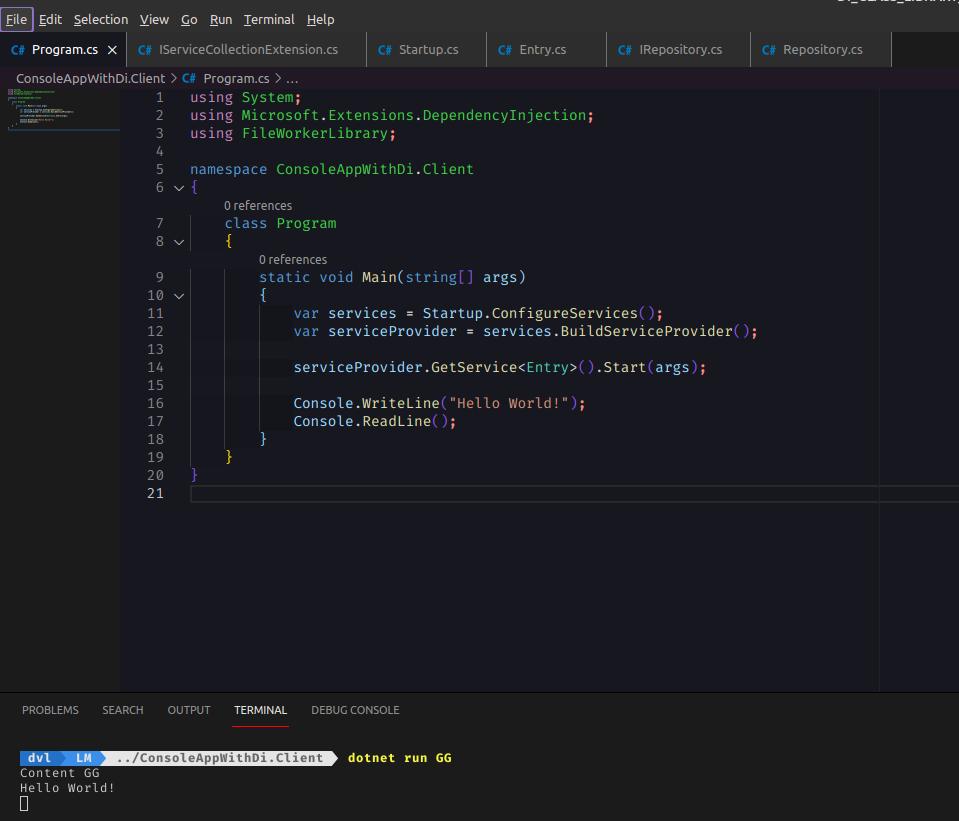 File Edit Selection View Go Run Terminal Help
C# Program.cs × C# IServiceCollectionExtension.cs C# Startup.cs C# Entry.cs C# IRepository.cs C# Repository.cs
ConsoleAppWithDi.Client > C# Program.cs > ...
1 using System;
2 using Microsoft.Extensions.DependencyInjection;
3 using FileWorkerLibrary;
4
5 namespace ConsoleAppWithDi.Client
6 {
0 references
7 class Program
8 {
0 references
9 static void Main(string[] args)
10 {
11 var services = Startup.ConfigureServices();
12 var serviceProvider = services.BuildServiceProvider();
13
14 serviceProvider.GetService<Entry>().Start(args);
15
16 Console.WriteLine("Hello World!");
17 Console.ReadLine();
18 }
19 }
20 }
21
PROBLEMS SEARCH OUTPUT TERMINAL DEBUG CONSOLE
dvl LM ../ConsoleAppWithDi.Client dotnet run GG
Content GG
Hello World!